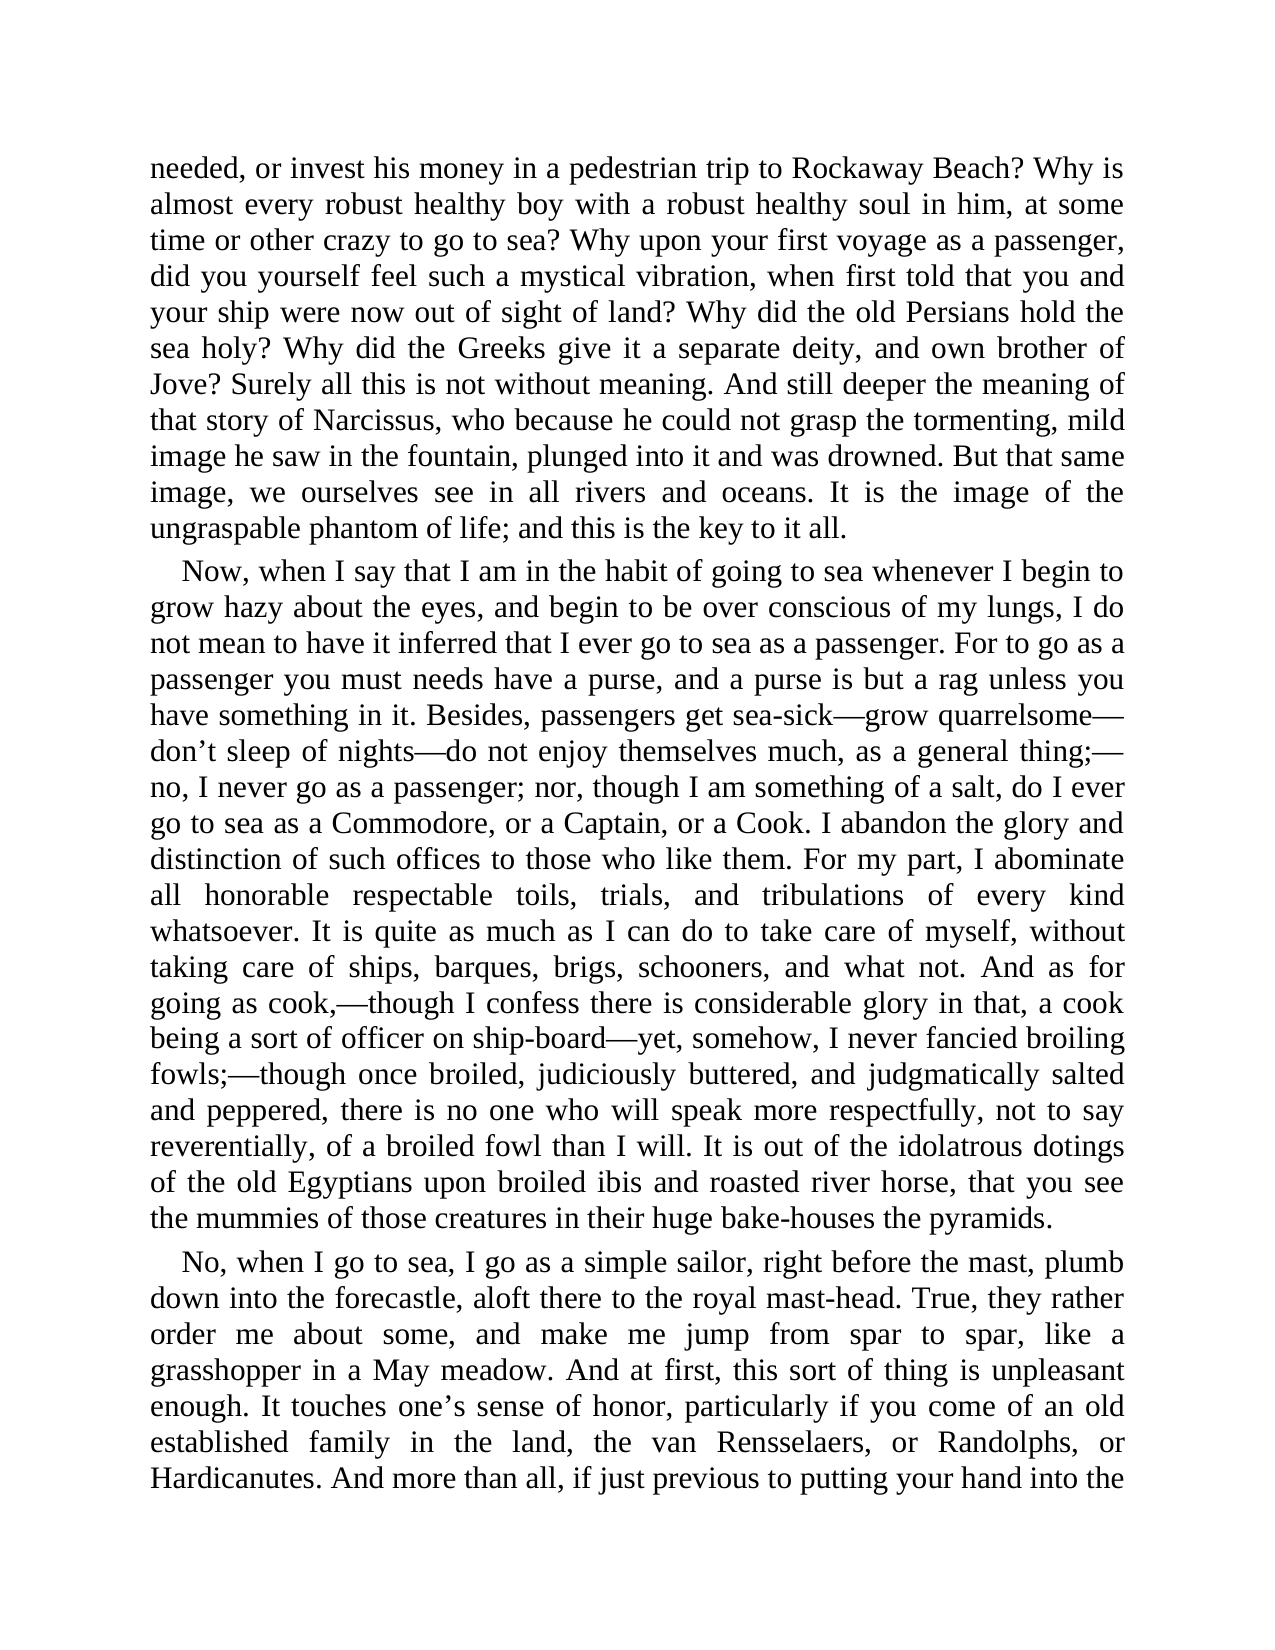 needed, or invest his money in a pedestrian trip to Rockaway Beach? Why is
almost every robust healthy boy with a robust healthy soul in him, at some
time or other crazy to go to sea? Why upon your first voyage as a passenger,
did you yourself feel such a mystical vibration, when first told that you and
your ship were now out of sight of land? Why did the old Persians hold the
sea holy? Why did the Greeks give it a separate deity, and own brother of
Jove? Surely all this is not without meaning. And still deeper the meaning of
that story of Narcissus, who because he could not grasp the tormenting, mild
image he saw in the fountain, plunged into it and was drowned. But that same
image, we ourselves see in all rivers and oceans. It is the image of the
ungraspable phantom of life; and this is the key to it all.
Now, when I say that I am in the habit of going to sea whenever I begin to
grow hazy about the eyes, and begin to be over conscious of my lungs, I do
not mean to have it inferred that I ever go to sea as a passenger. For to go as a
passenger you must needs have a purse, and a purse is but a rag unless you
have something in it. Besides, passengers get sea-sick—grow quarrelsome—
don’t sleep of nights—do not enjoy themselves much, as a general thing;—
no, I never go as a passenger; nor, though I am something of a salt, do I ever
go to sea as a Commodore, or a Captain, or a Cook. I abandon the glory and
distinction of such offices to those who like them. For my part, I abominate
all honorable respectable toils, trials, and tribulations of every kind
whatsoever. It is quite as much as I can do to take care of myself, without
taking care of ships, barques, brigs, schooners, and what not. And as for
going as cook,—though I confess there is considerable glory in that, a cook
being a sort of officer on ship-board—yet, somehow, I never fancied broiling
fowls;—though once broiled, judiciously buttered, and judgmatically salted
and peppered, there is no one who will speak more respectfully, not to say
reverentially, of a broiled fowl than I will. It is out of the idolatrous dotings
of the old Egyptians upon broiled ibis and roasted river horse, that you see
the mummies of those creatures in their huge bake-houses the pyramids.
No, when I go to sea, I go as a simple sailor, right before the mast, plumb
down into the forecastle, aloft there to the royal mast-head. True, they rather
order me about some, and make me jump from spar to spar, like a
grasshopper in a May meadow. And at first, this sort of thing is unpleasant
enough. It touches one’s sense of honor, particularly if you come of an old
established family in the land, the van Rensselaers, or Randolphs, or
Hardicanutes. And more than all, if just previous to putting your hand into the